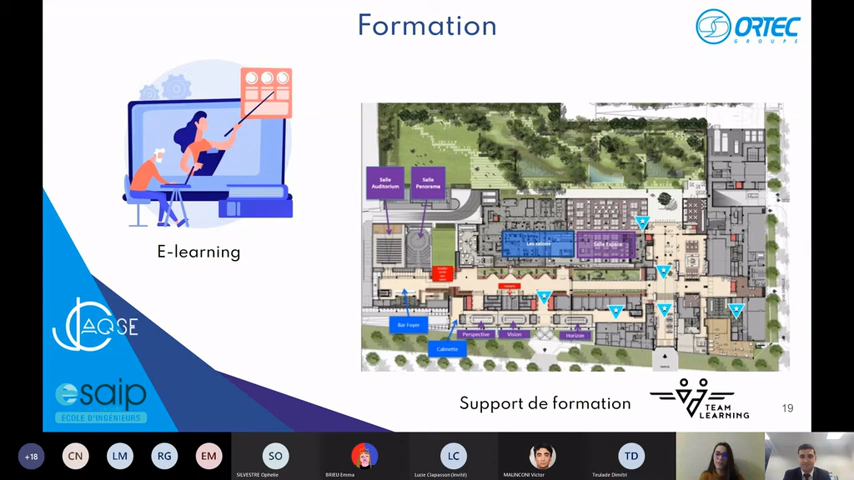 Formation
ORTEC
GROUPE
Salle
Auditorium
Salle
Panorama
Les salons
Salle Espace
Bar Foyer
Perspective
Vision
Horizon
Cabinette
E-learning
JCAQSE
esaip
ÉCOLE D'INGÉNIEURS
Support de formation
TEAM
LEARNING
19
+18
CN
LM
RG
EM
SO
LC
TD
SILVESTRE Ophelie
BRIEU Emma
Lucie Clapasson (Invité)
MALINCONI Victor
Teulade Dimitri